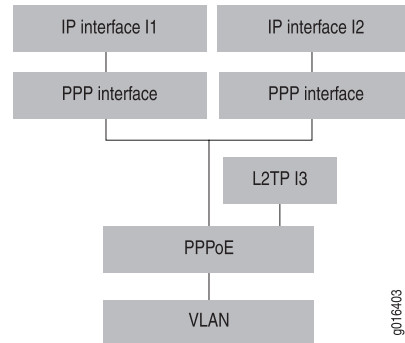 IP interface I1
IP interface I2
PPP interface
PPP interface
L2TP I3
PPPoE
VLAN
g016403